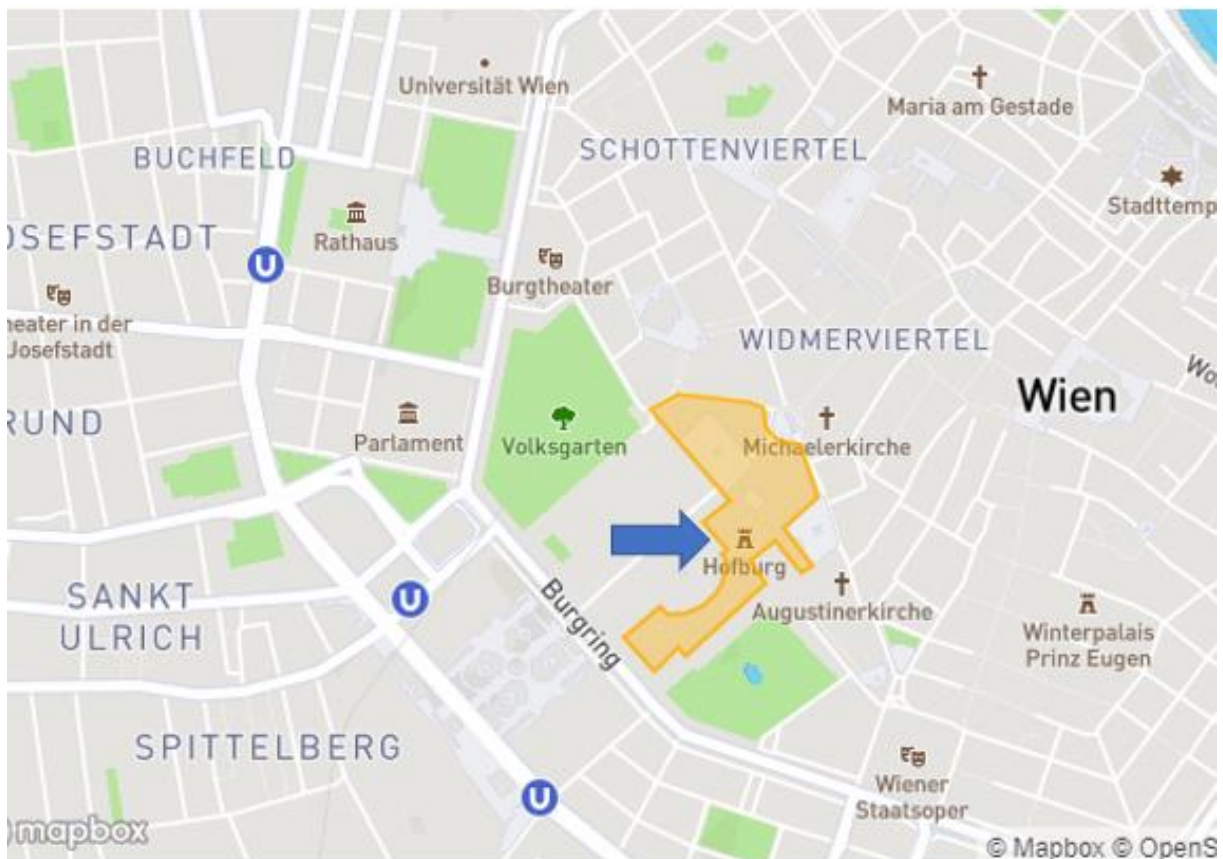 Universität Wien
Maria am Gestade
BUCHFELD
SCHOTTENVIERTEL
Stadttemp
Rathaus
OSEFSTADT
U
Burgtheater
heater in der
Josefstadt
WIDMERVIERTEL
Wo
Wien
RUND
Parlament
Volksgarten
Michaelerkirche
Hofburg
SANKT
ULRICH
U
Burgring
Augustinerkirche
Winterpalais
Prinz Eugen
SPITTELBERG
Wiener
Staatsoper
U
mapbox
© Mapbox © OpenS